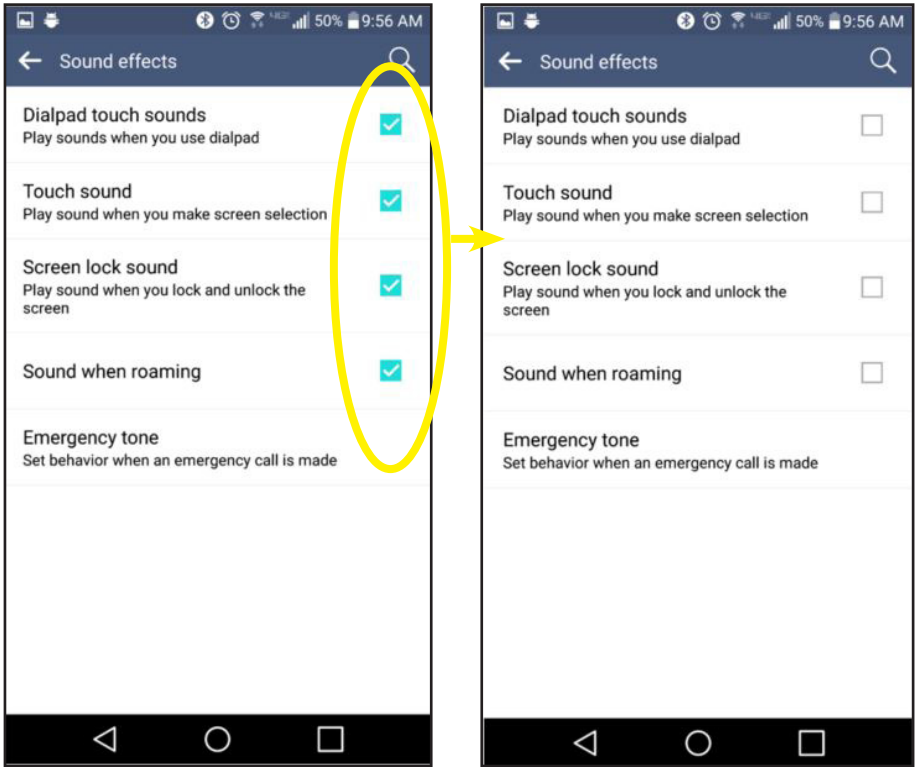 50% 9:56 AM
Sound effects
Dialpad touch sounds
Play sounds when you use dialpad
Touch sound
Play sound when you make screen selection
Screen lock sound
Play sound when you lock and unlock the
screen
Sound when roaming
Emergency tone
Set behavior when an emergency call is made
50% 9:56 AM
Sound effects
Dialpad touch sounds
Play sounds when you use dialpad
Touch sound
Play sound when you make screen selection
Screen lock sound
Play sound when you lock and unlock the
screen
Sound when roaming
Emergency tone
Set behavior when an emergency call is made